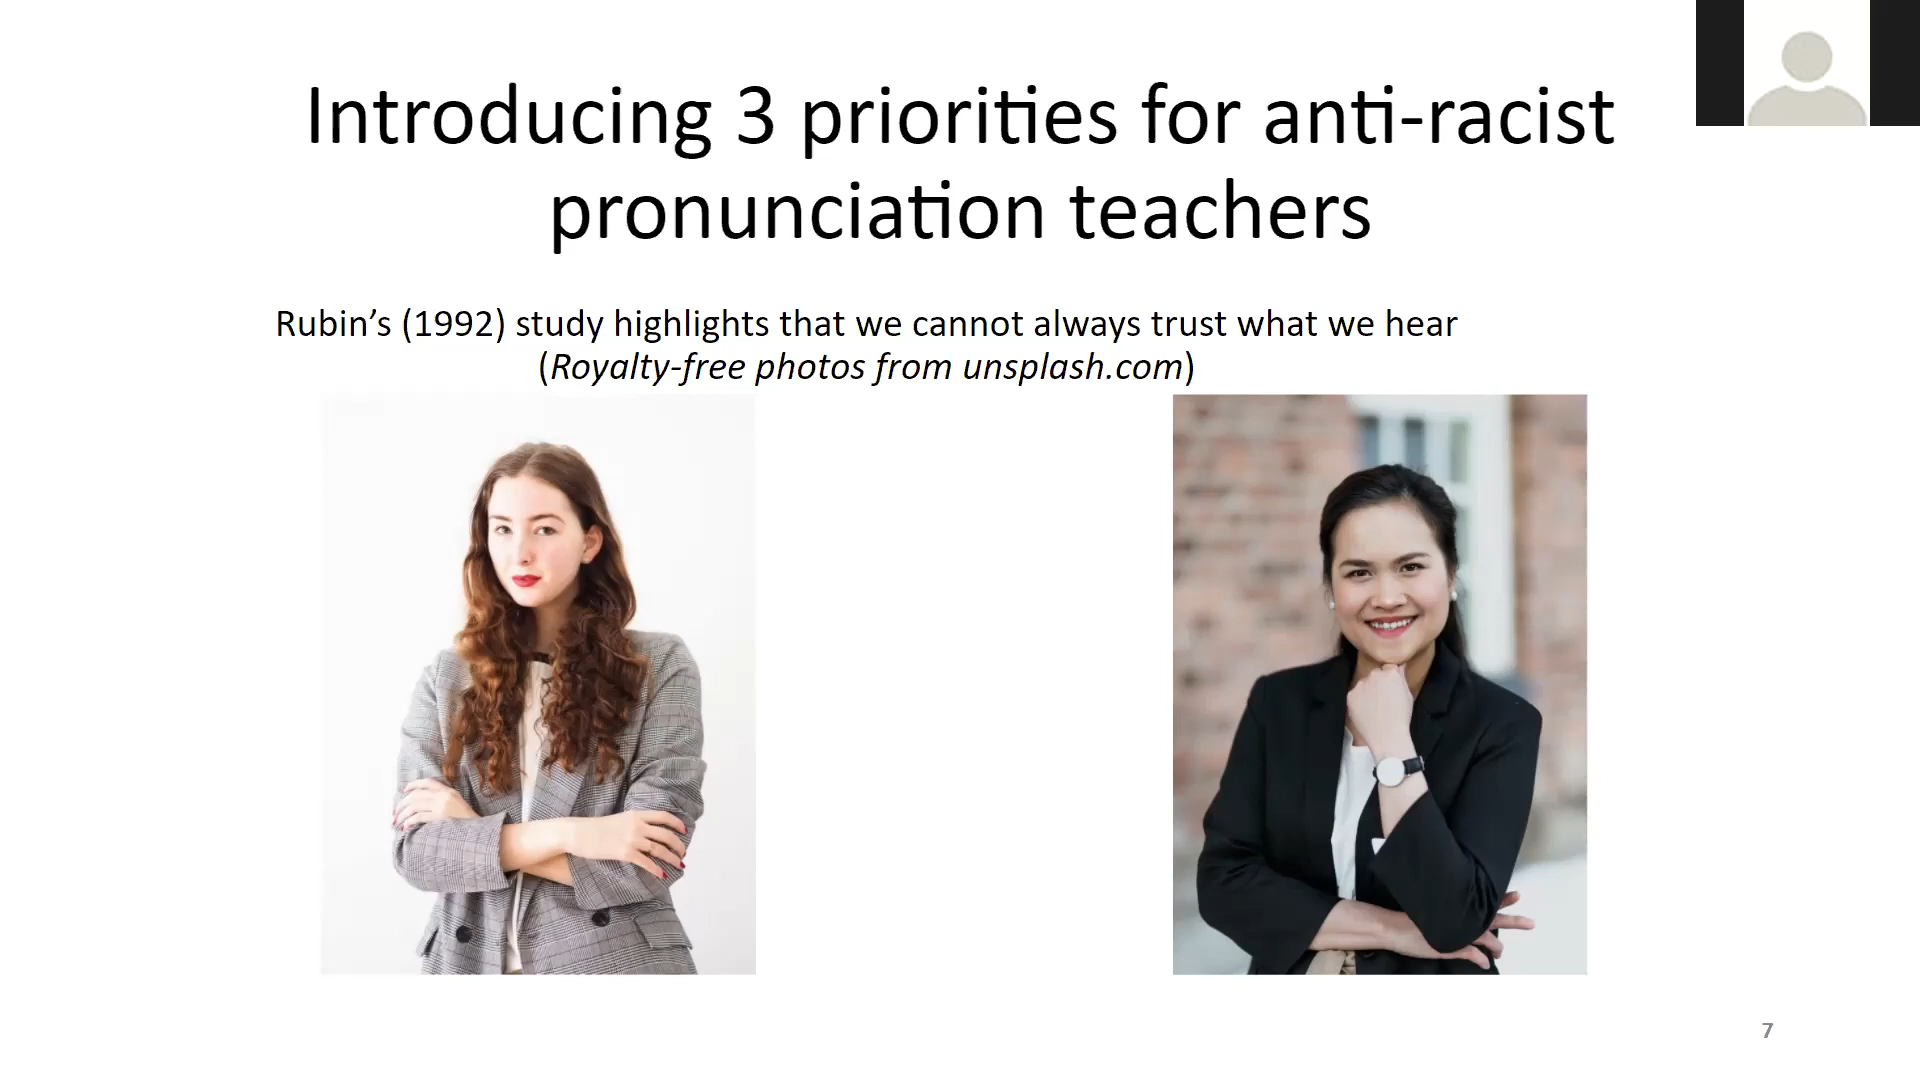 Introducing 3 priorities for anti-racist
pronunciation teachers
Rubin’s (1992) study highlights that we cannot always trust what we hear
(Royalty-free photos from unsplash.com)
7